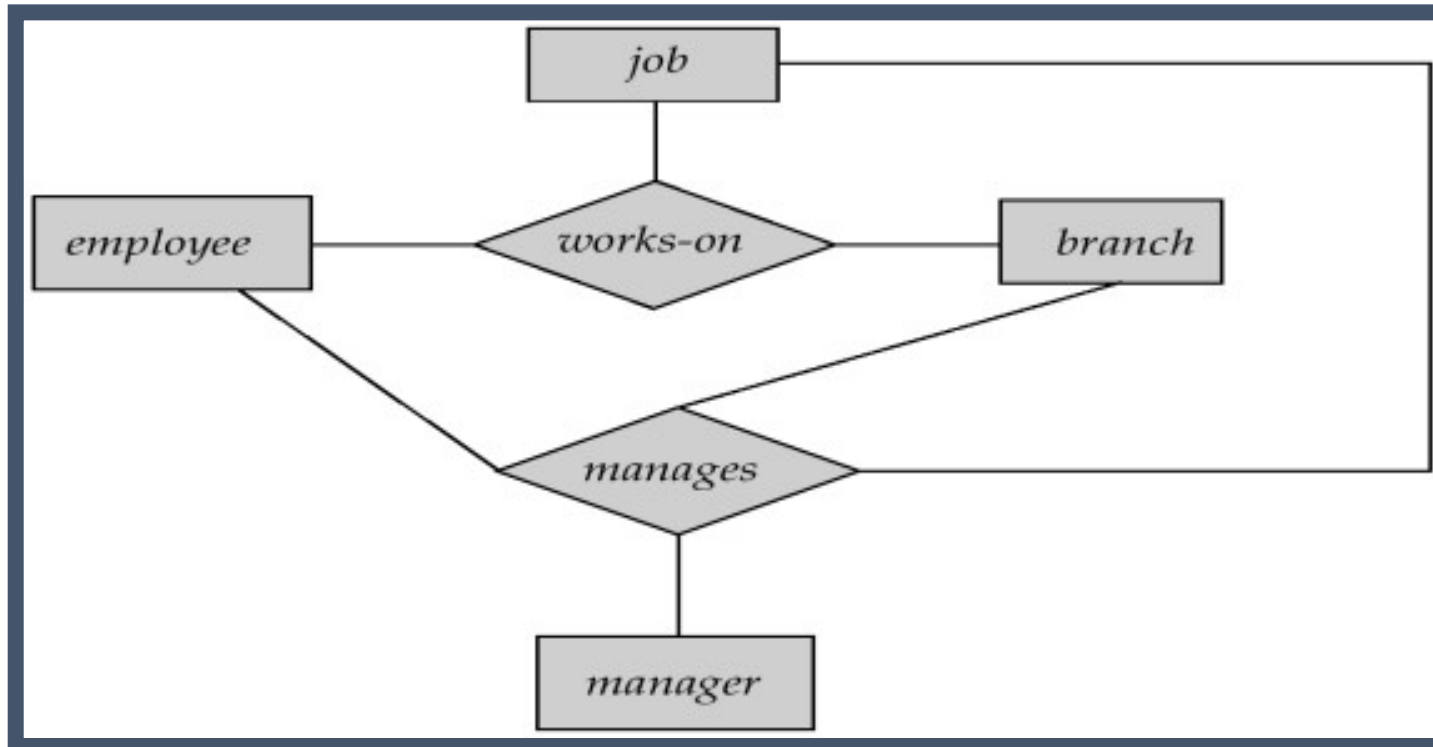 job
employee
works-on
branch
manages
manager